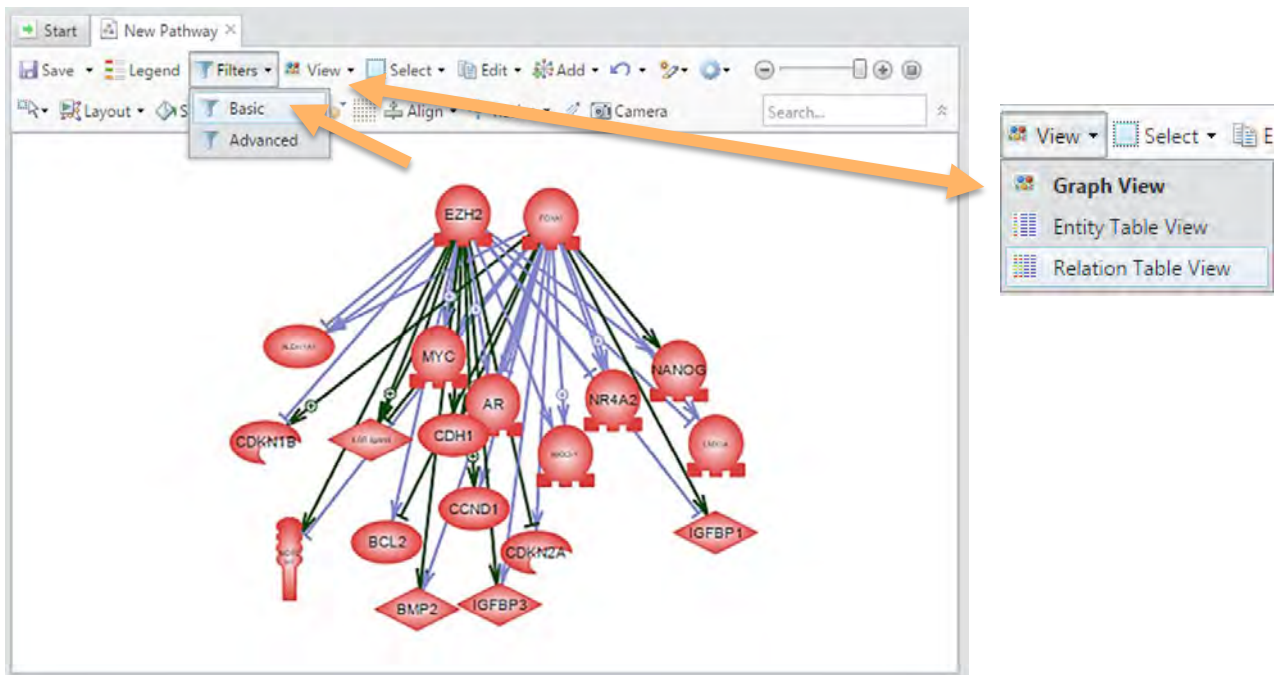 Start New Pathway ×
Save Legend Filters View Select Edit Add
Layout Align Camera Search...
Basic
Advanced
View Select E
Graph View
Entity Table View
Relation Table View
EZH2
MYC
NANOG
AR
NR4A2
CDKN1B
CDH1
CCND1
BCL2
CDKN2A
IGFBP1
BMP2
IGFBP3